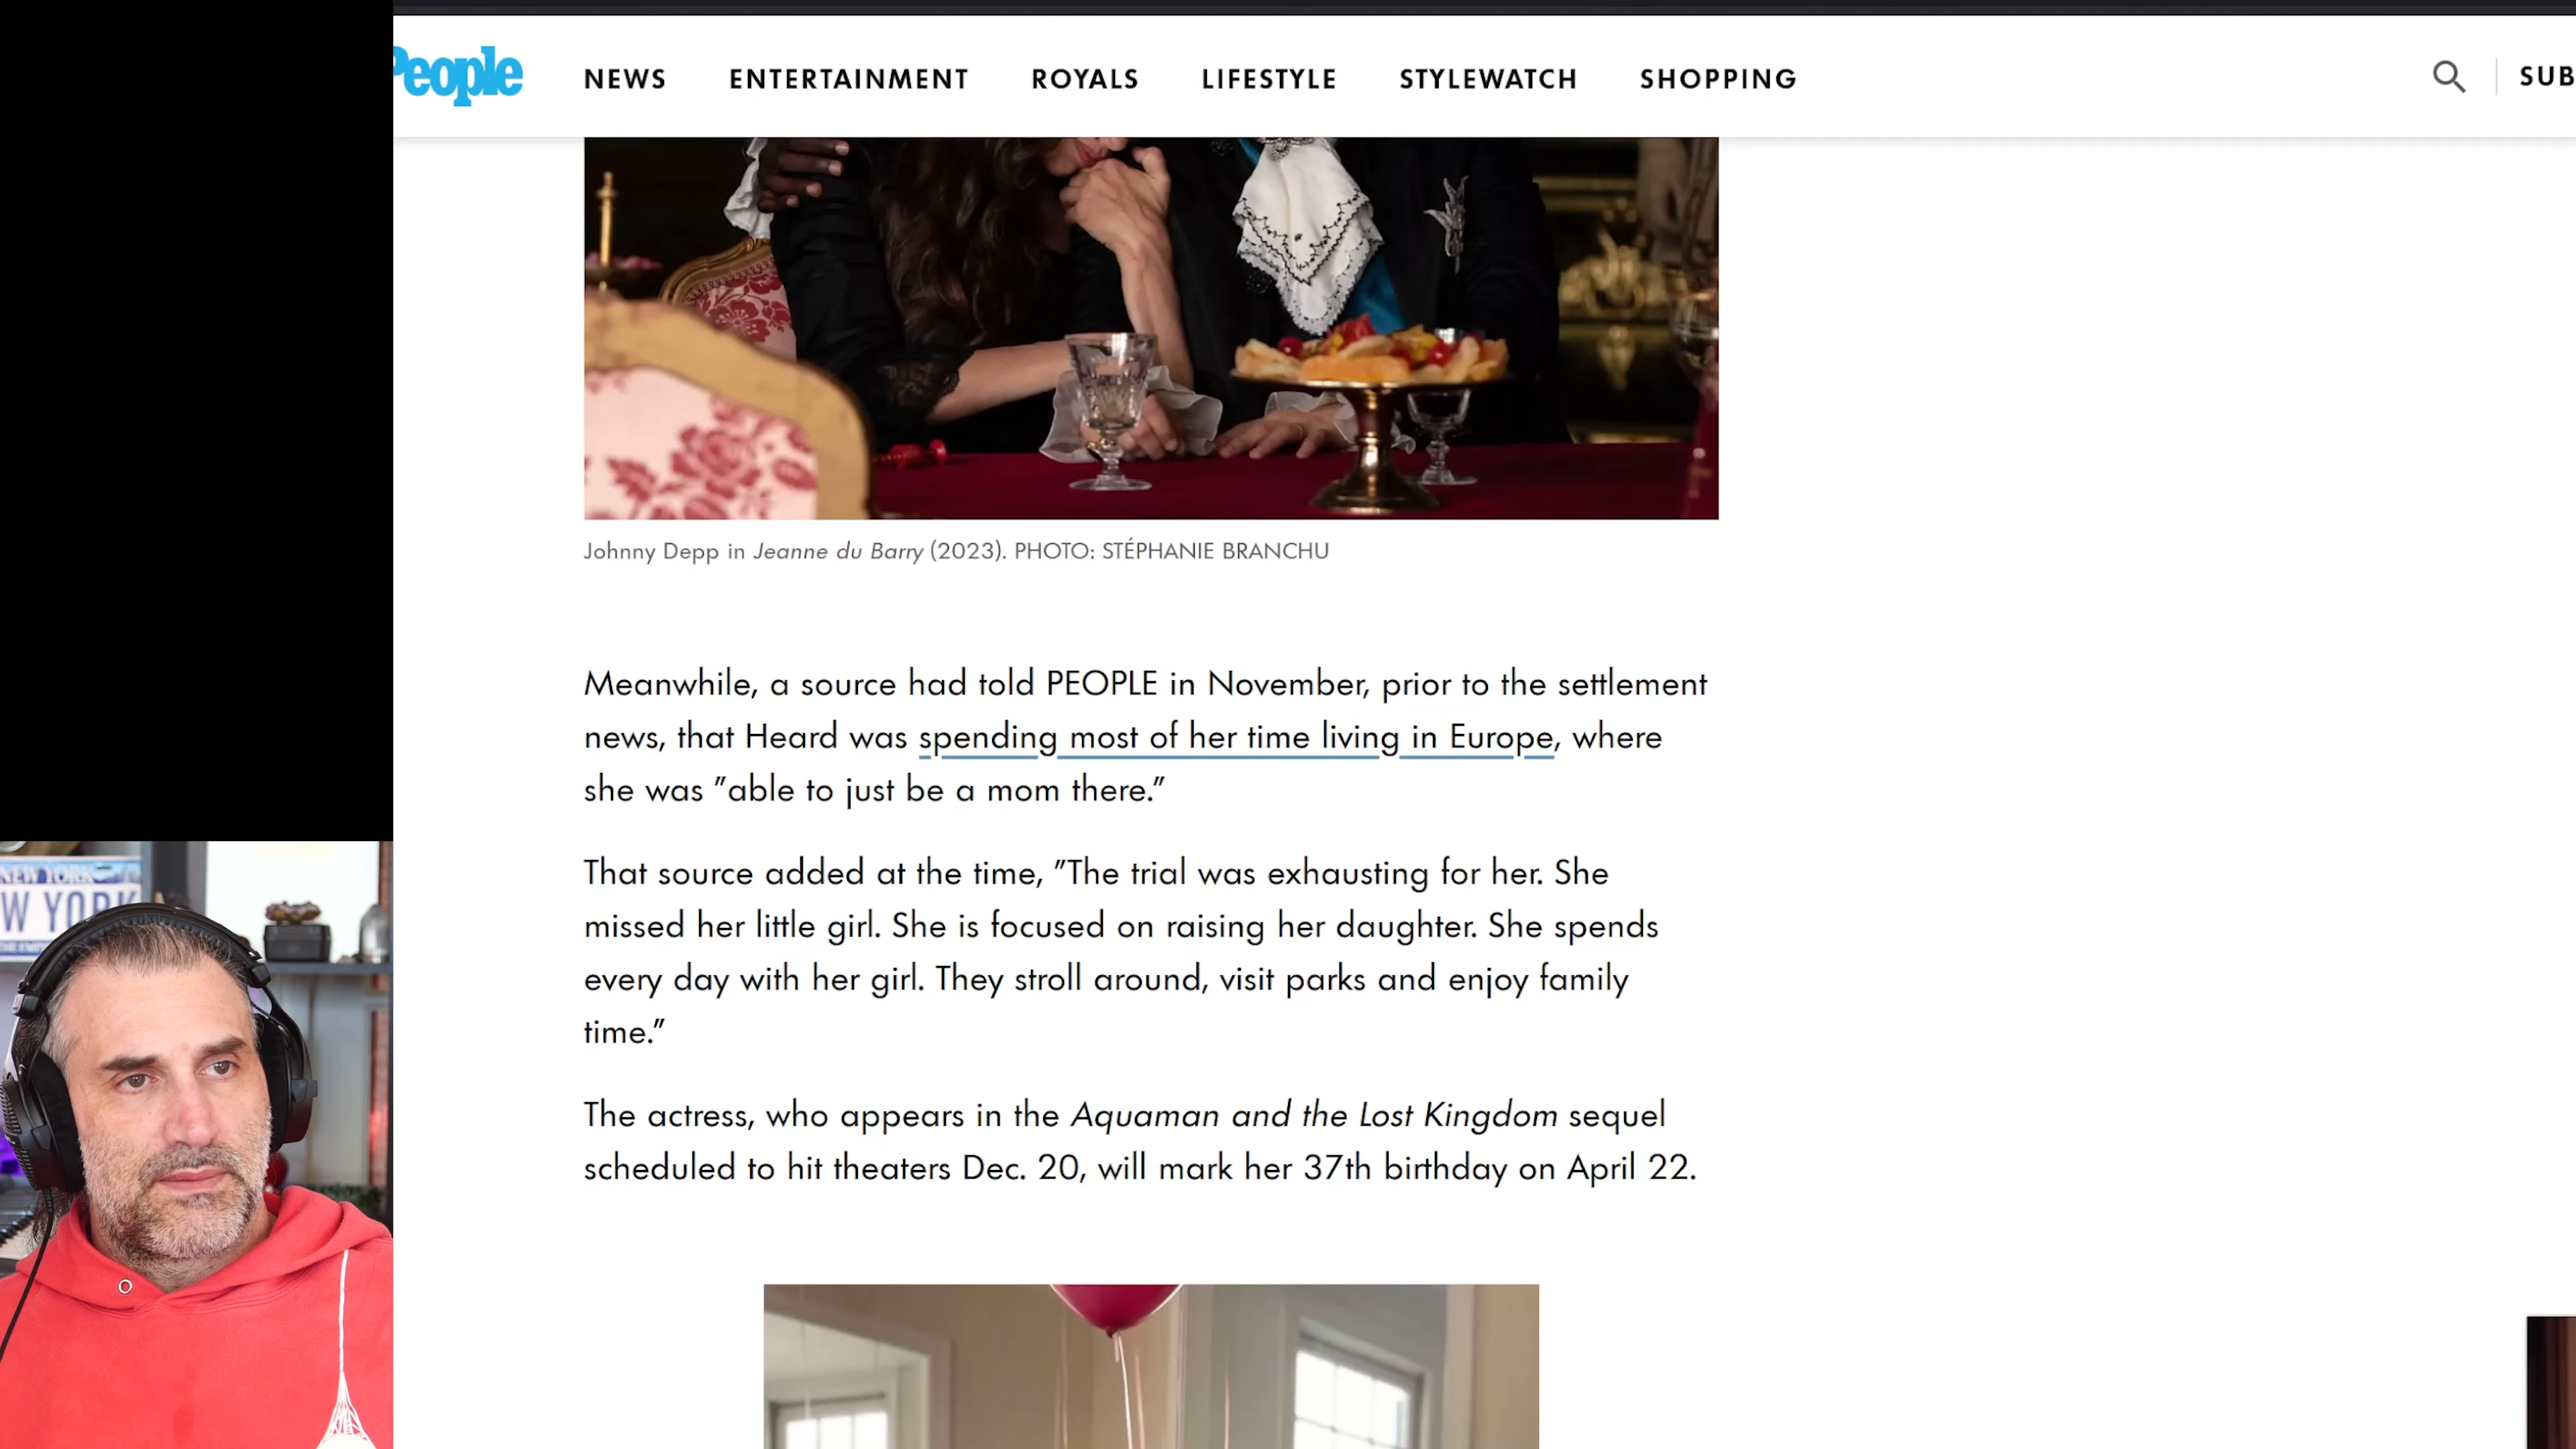 People
NEWS ENTERTAINMENT ROYALS LIFESTYLE STYLEWATCH SHOPPING
SUB
Johnny Depp in Jeanne du Barry (2023). PHOTO: STÉPHANIE BRANCHU
Meanwhile, a source had told PEOPLE in November, prior to the settlement
news, that Heard was spending most of her time living in Europe, where
she was "able to just be a mom there."
That source added at the time, "The trial was exhausting for her. She
missed her little girl. She is focused on raising her daughter. She spends
every day with her girl. They stroll around, visit parks and enjoy family
time."
The actress, who appears in the Aquaman and the Lost Kingdom sequel
scheduled to hit theaters Dec. 20, will mark her 37th birthday on April 22.
NEW YORK
W YORK